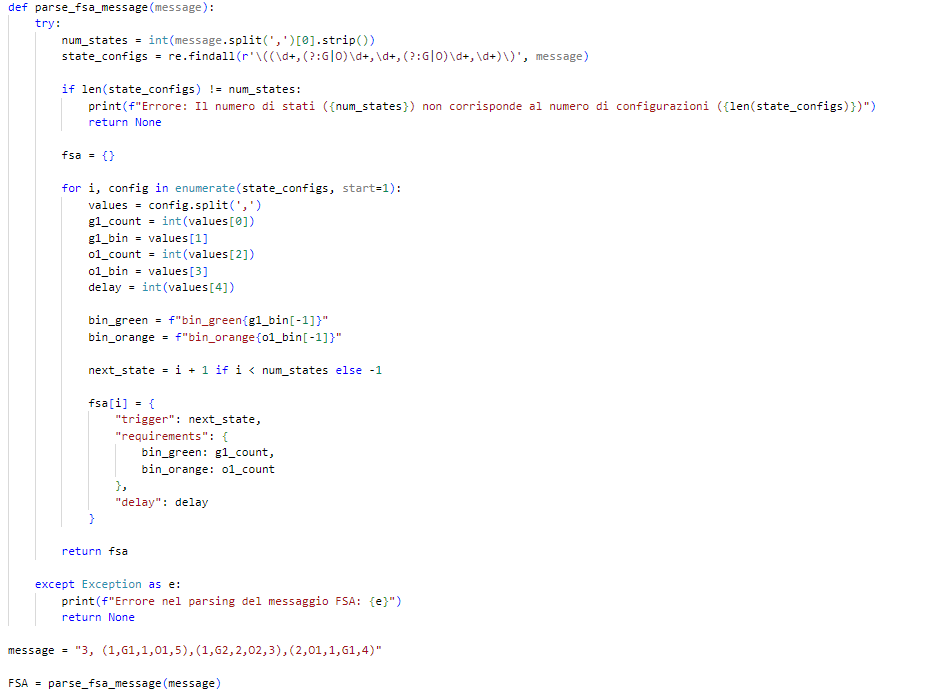 def parse_fsa_message(message):
    try:
        num_states = int(message.split(',')[0].strip())
        state_configs = re.findall(r'\((\d+,(?:G|O)\d+,\d+,(?:G|O)\d+,\d+)\)', message)

        if len(state_configs) != num_states:
            print(f"Errore: Il numero di stati ({num_states}) non corrisponde al numero di configurazioni ({len(state_configs)})")
            return None

        fsa = {}

        for i, config in enumerate(state_configs, start=1):
            values = config.split(',')
            g1_count = int(values[0])
            g1_bin = values[1]
            o1_count = int(values[2])
            o1_bin = values[3]
            delay = int(values[4])

            bin_green = f"bin_green{g1_bin[-1]}"
            bin_orange = f"bin_orange{o1_bin[-1]}"

            next_state = i + 1 if i < num_states else -1

            fsa[i] = {
                "trigger": next_state,
                "requirements": {
                    bin_green: g1_count,
                    bin_orange: o1_count
                },
                "delay": delay
            }

        return fsa

    except Exception as e:
        print(f"Errore nel parsing del messaggio FSA: {e}")
        return None

message = "3, (1,G1,1,O1,5),(1,G2,2,O2,3),(2,O1,1,G1,4)"

FSA = parse_fsa_message(message)